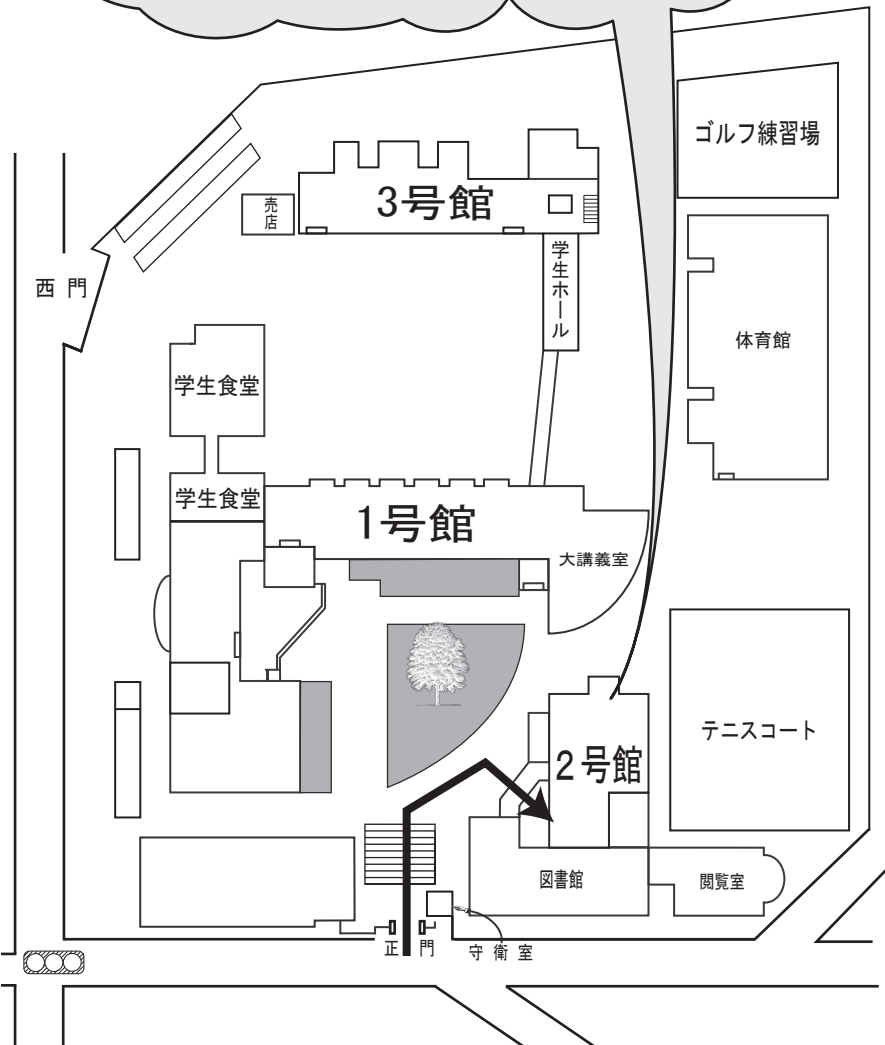 ゴルフ練習場
3号館
売店
学生ホール
西門
体育館
学生食堂
学生食堂
1号館
大講義室
テニスコート
2号館
図書館
閲覧室
正門
守衛室